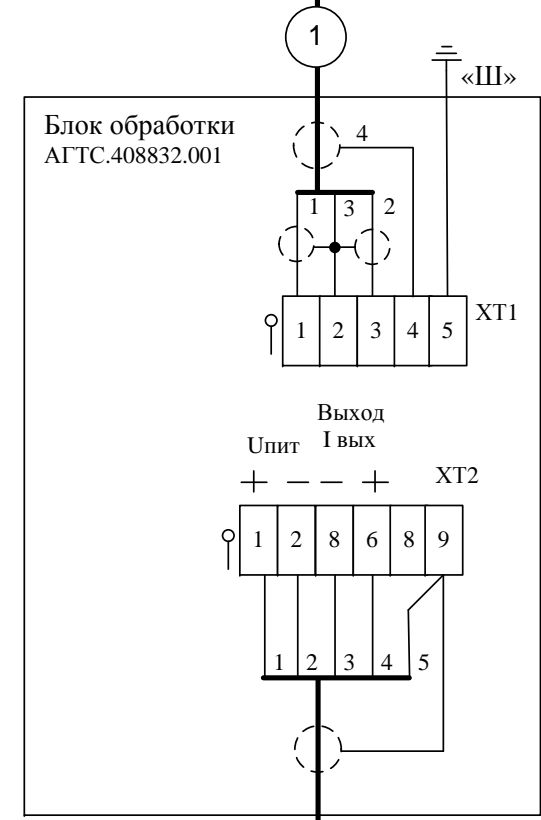 1
«Ш»
Блок обработки
АГТС.408832.001
4
1 3 2
1 2 3 4 5
XT1
Выход
Uпит I вых
+ — — +
XT2
1 2 8 6 8 9
1 2 3 4 5